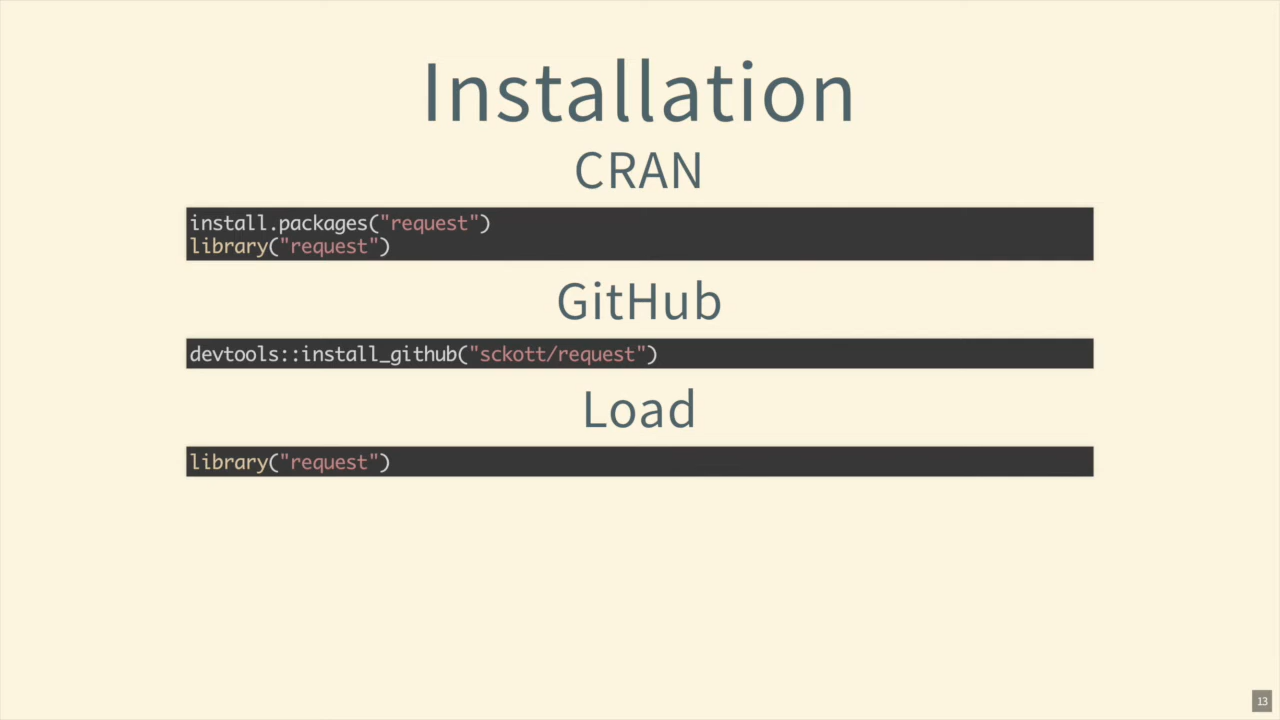 Installation
CRAN
install.packages("request")
library("request")
GitHub
devtools::install_github("sckott/request")
Load
library("request")
13